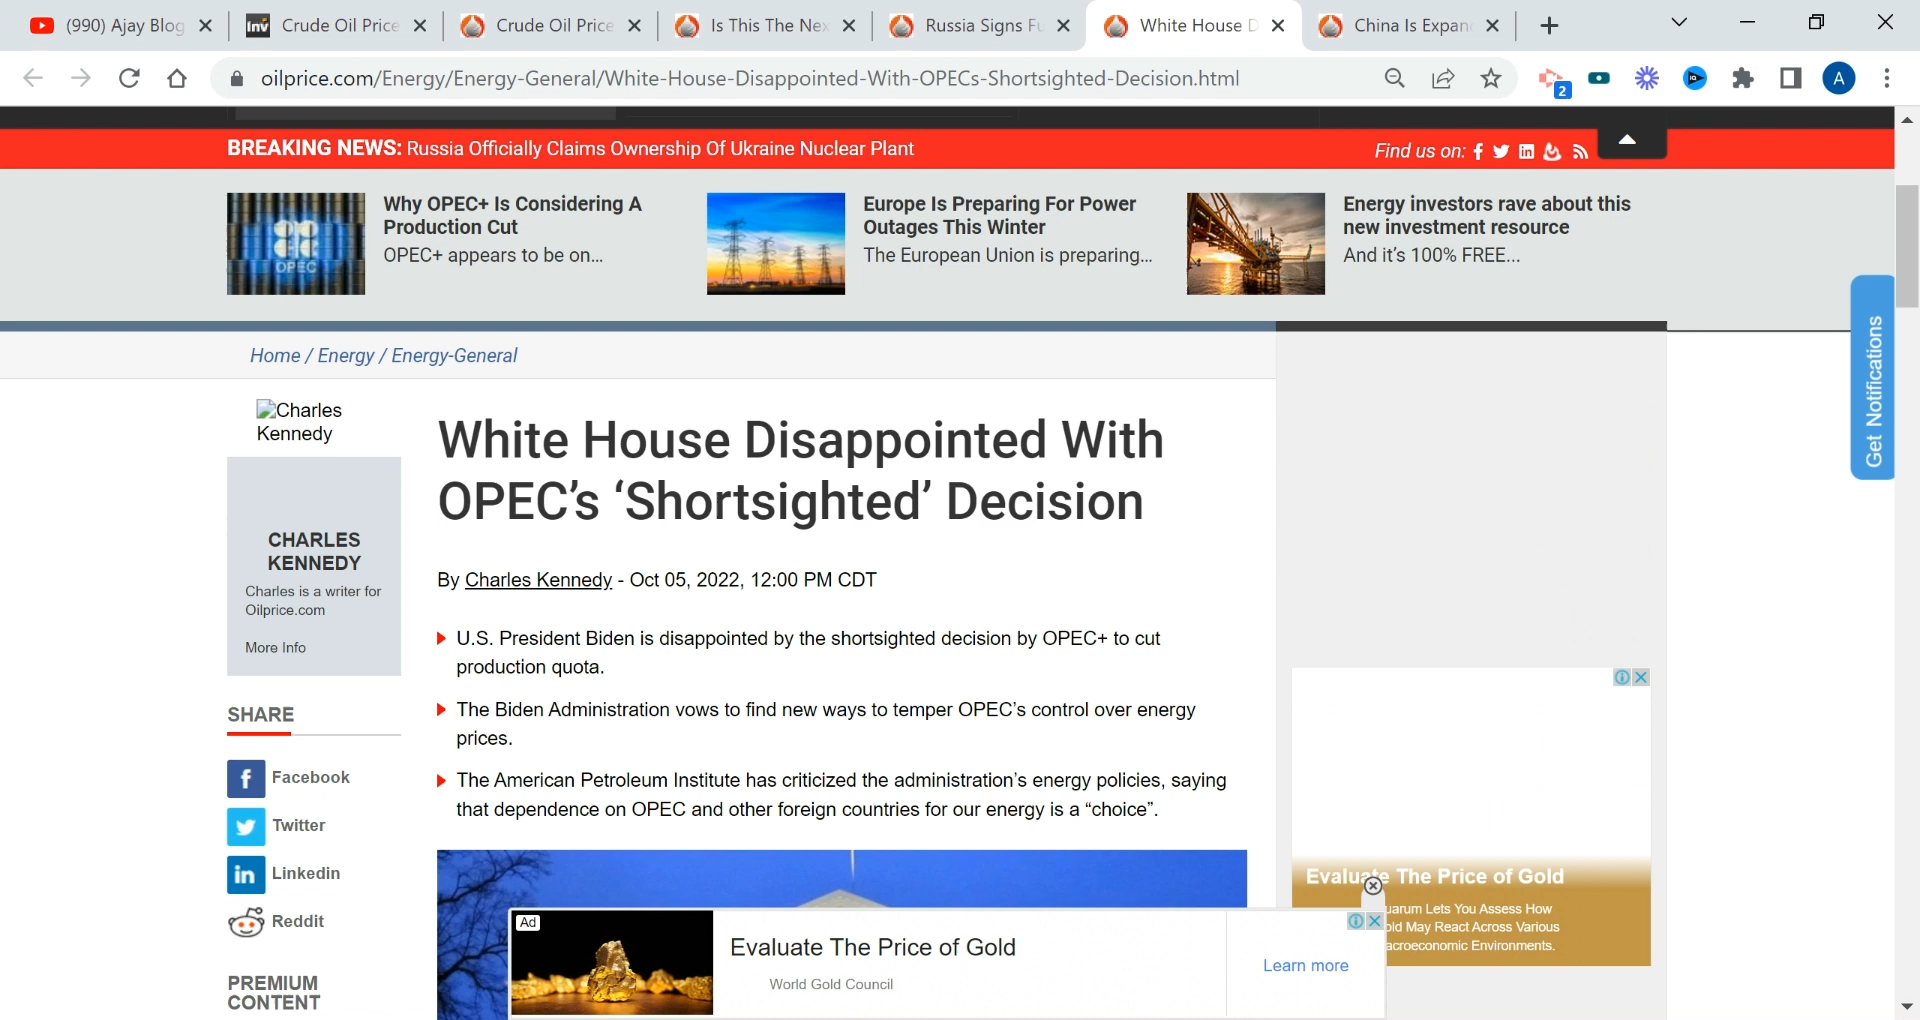 (990) Ajay Blog
Inv Crude Oil Price
Crude Oil Price
Is This The Nex
Russia Signs Fu
White House D
China Is Expan
oilprice.com/Energy/Energy-General/White-House-Disappointed-With-OPECs-Shortsighted-Decision.html
2
A
BREAKING NEWS: Russia Officially Claims Ownership Of Ukraine Nuclear Plant
Find us on:
OPEC
Why OPEC+ Is Considering A
Production Cut
OPEC+ appears to be on...
Europe Is Preparing For Power
Outages This Winter
The European Union is preparing...
Energy investors rave about this
new investment resource
And it's 100% FREE...
Get Notifications
Home / Energy / Energy-General
Charles
Kennedy
CHARLES
KENNEDY
Charles is a writer for
Oilprice.com
More Info
SHARE
Facebook
Twitter
Linkedin
Reddit
PREMIUM
CONTENT
White House Disappointed With
OPEC's ‘Shortsighted’ Decision
By Charles Kennedy - Oct 05, 2022, 12:00 PM CDT
U.S. President Biden is disappointed by the shortsighted decision by OPEC+ to cut
production quota.
The Biden Administration vows to find new ways to temper OPEC's control over energy
prices.
The American Petroleum Institute has criticized the administration's energy policies, saying
that dependence on OPEC and other foreign countries for our energy is a “choice”.
Evaluate The Price of Gold
uarum Lets You Assess How
old May React Across Various
acroeconomic Environments.
Ad
Evaluate The Price of Gold
World Gold Council
Learn more